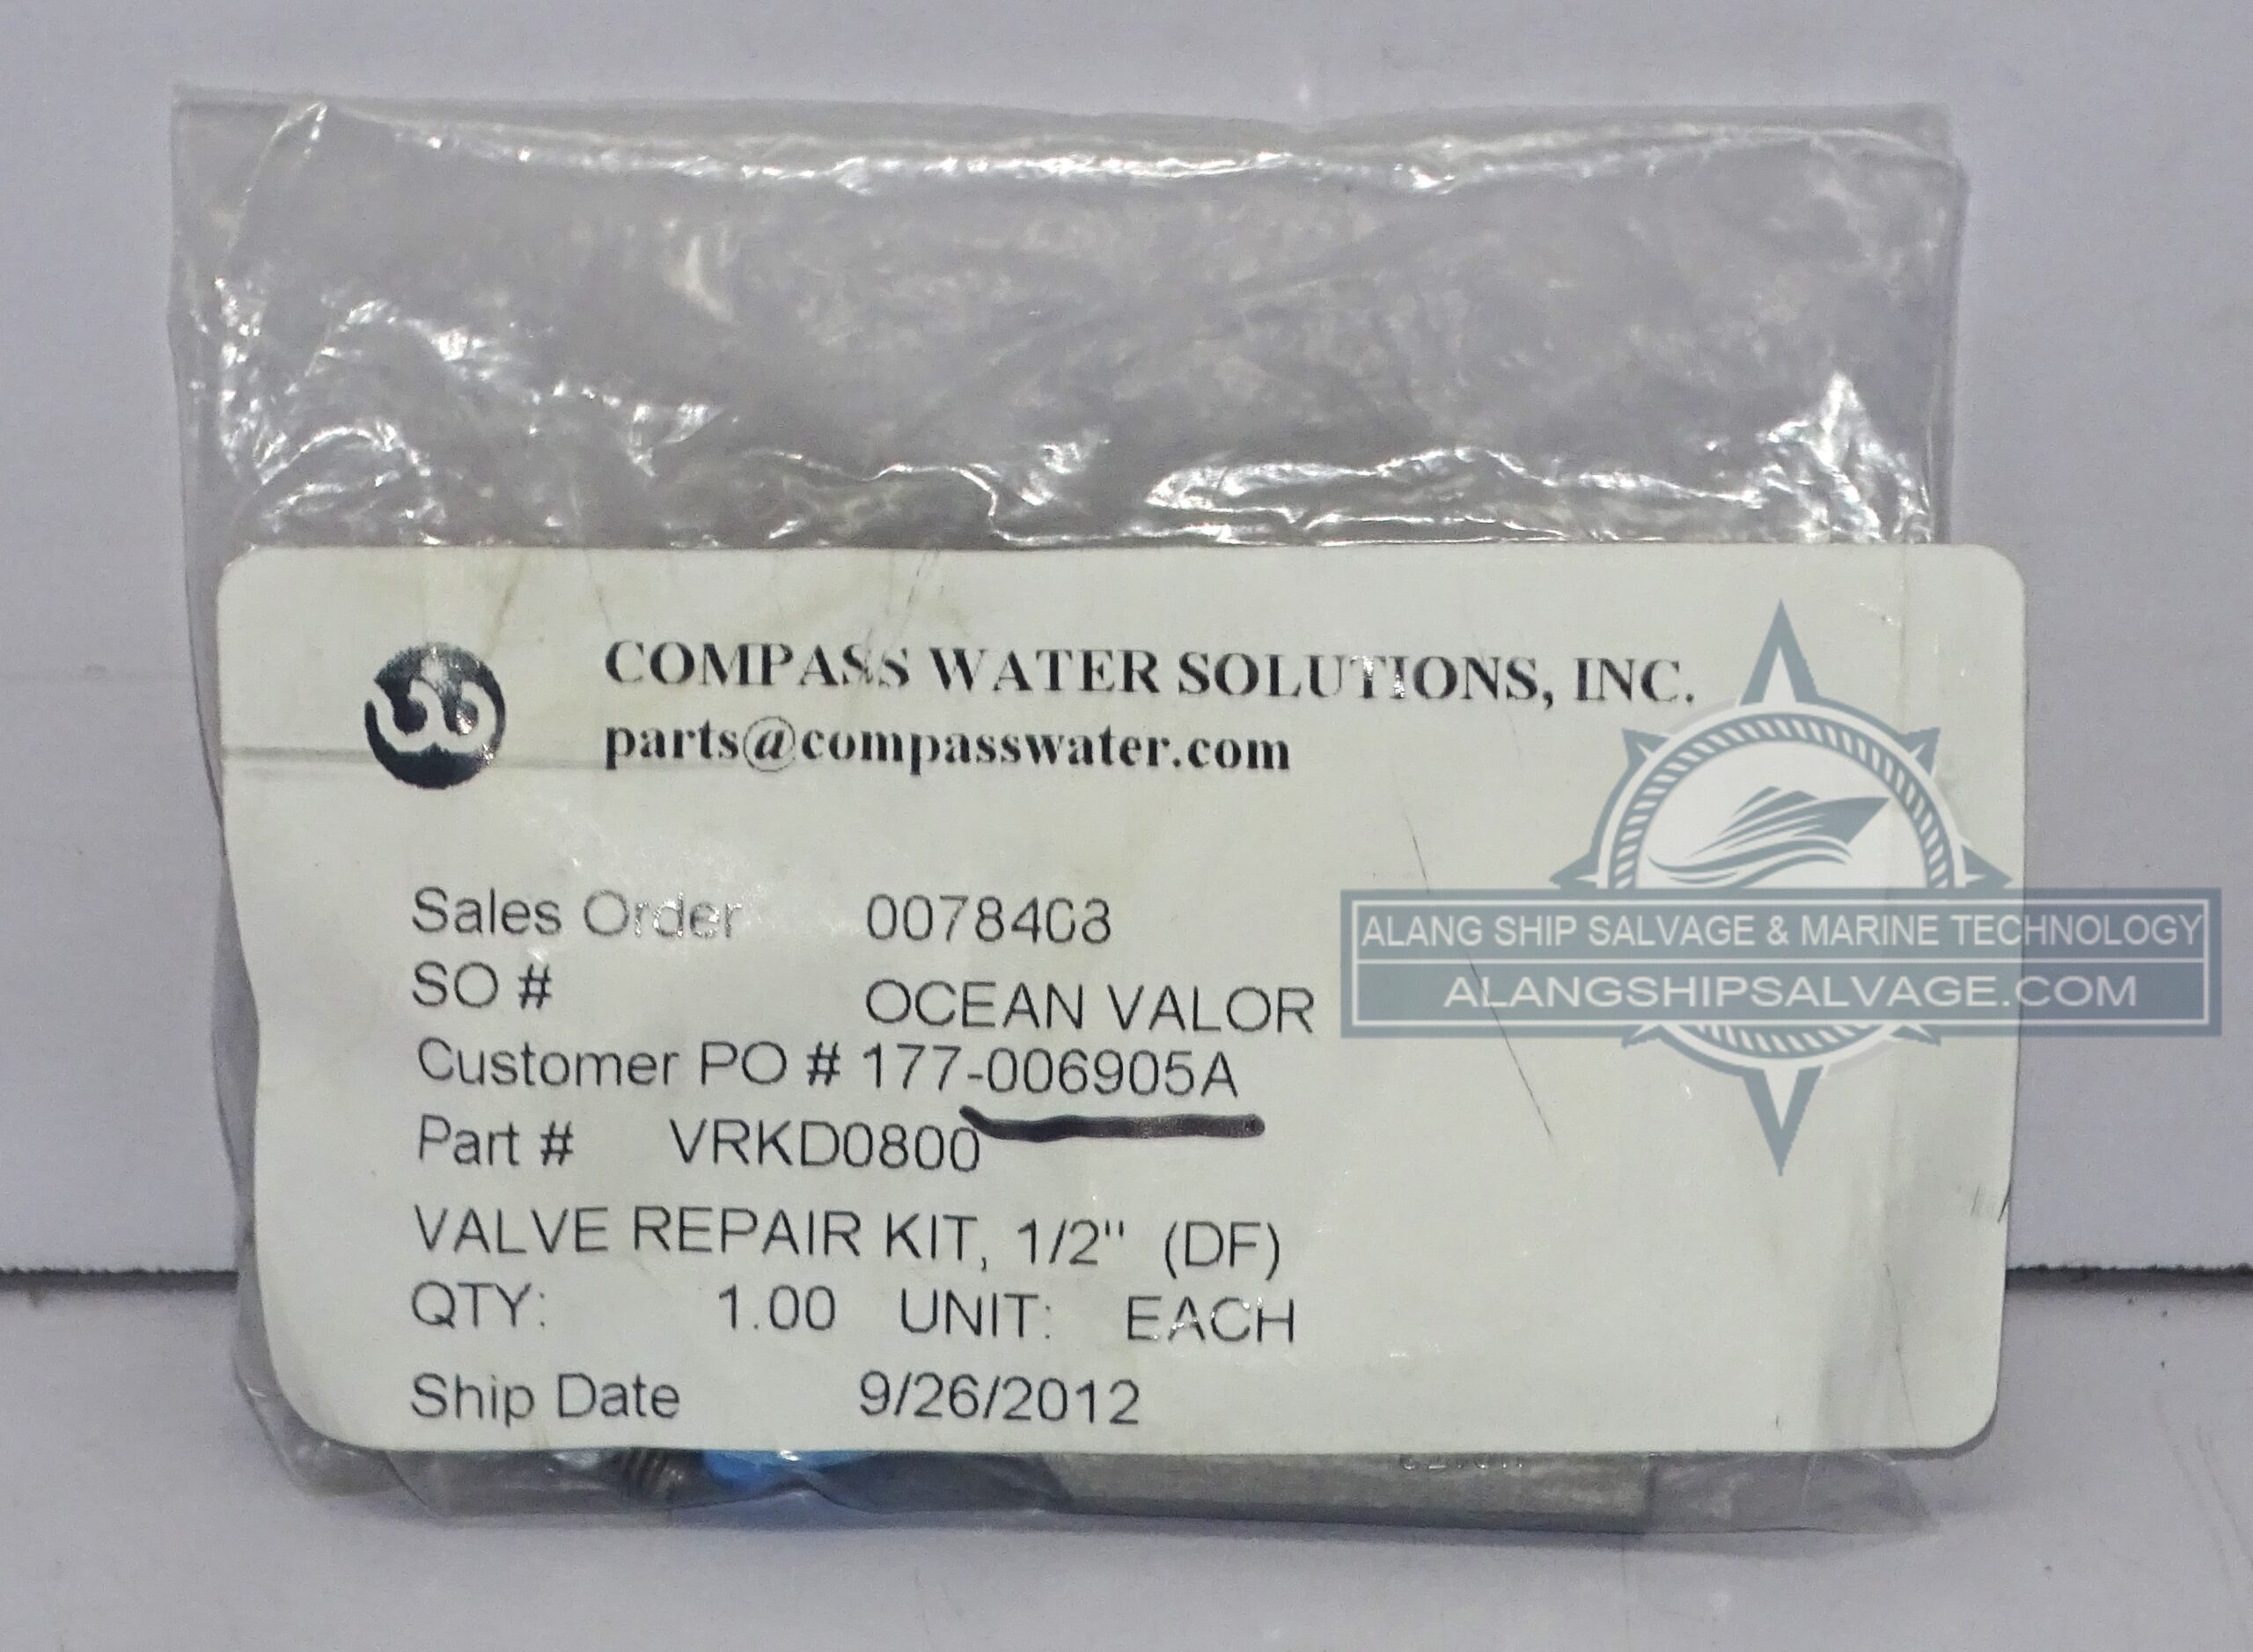 COMPASS WATER SOLUTIONS, INC.
parts@compasswater.com
Sales Order 0078403
SO # OCEAN VALOR
Customer PO # 177-006905A
Part # VRKD0800
VALVE REPAIR KIT, 1/2" (DF)
QTY: 1.00 UNIT: EACH
Ship Date 9/26/2012
ALANG SHIP SALVAGE & MARINE TECHNOLOGY
ALANGSHIPSALVAGE.COM